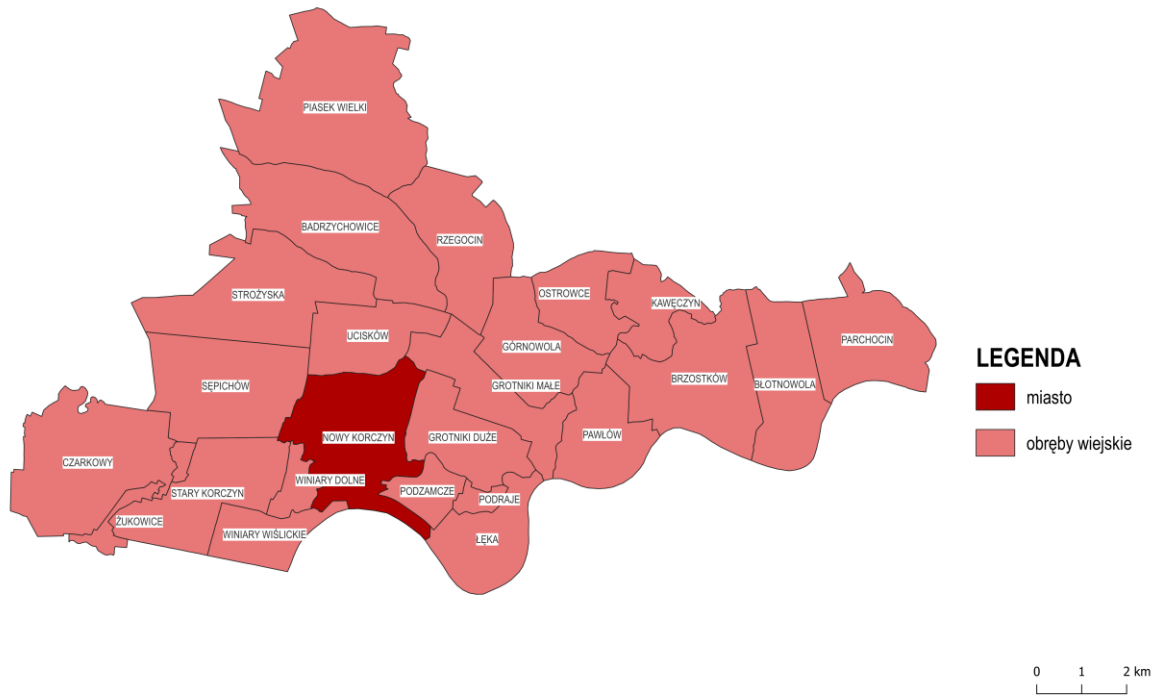 PIASEK WIELKI
BADRZYCHOWICE
RZEGOCIN
STROŻYSKA
OSTROWCE
KAWĘCZYN
UCISKÓW
GÓRNOWOLA
PARCHOCIN
SĘPICHÓW
GROTNIKI MAŁE
BRZOSTKÓW
BŁOTNOWOLA
NOWY KORCZYN
GROTNIKI DUŻE
PAWŁÓW
CZARKOWY
STARY KORCZYN
WINIARY DOLNE
PODZAMCZE
PODRAJE
ŻUKOWICE
WINIARY WIŚLICKIE
ŁĘKA
LEGENDA
miasto
obręby wiejskie
0 1 2 km